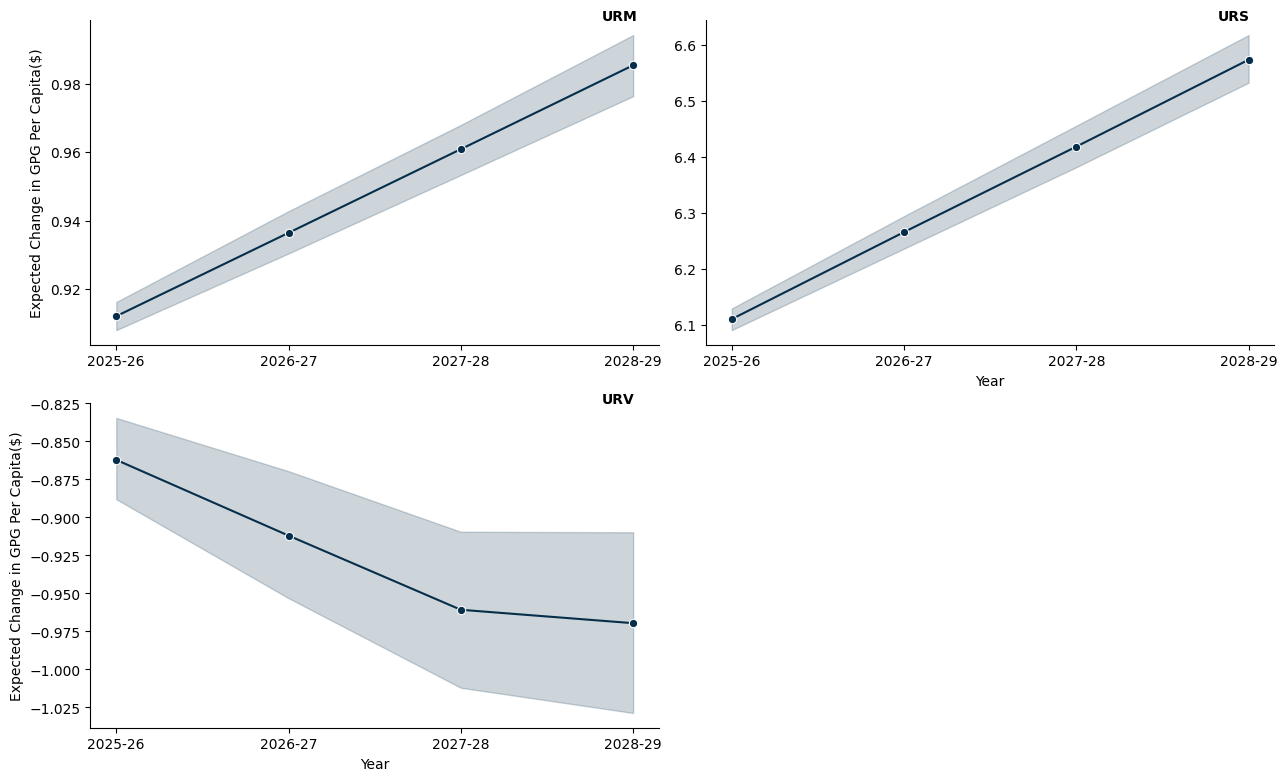 URM
Expected Change in GPG Per Capita($)
0.98
0.96
0.94
0.92
2025-26 2026-27 2027-28 2028-29
URS
6.6
6.5
6.4
6.3
6.2
6.1
2025-26 2026-27 2027-28 2028-29
Year
URV
Expected Change in GPG Per Capita($)
−0.825
−0.850
−0.875
−0.900
−0.925
−0.950
−0.975
−1.000
−1.025
2025-26 2026-27 2027-28 2028-29
Year